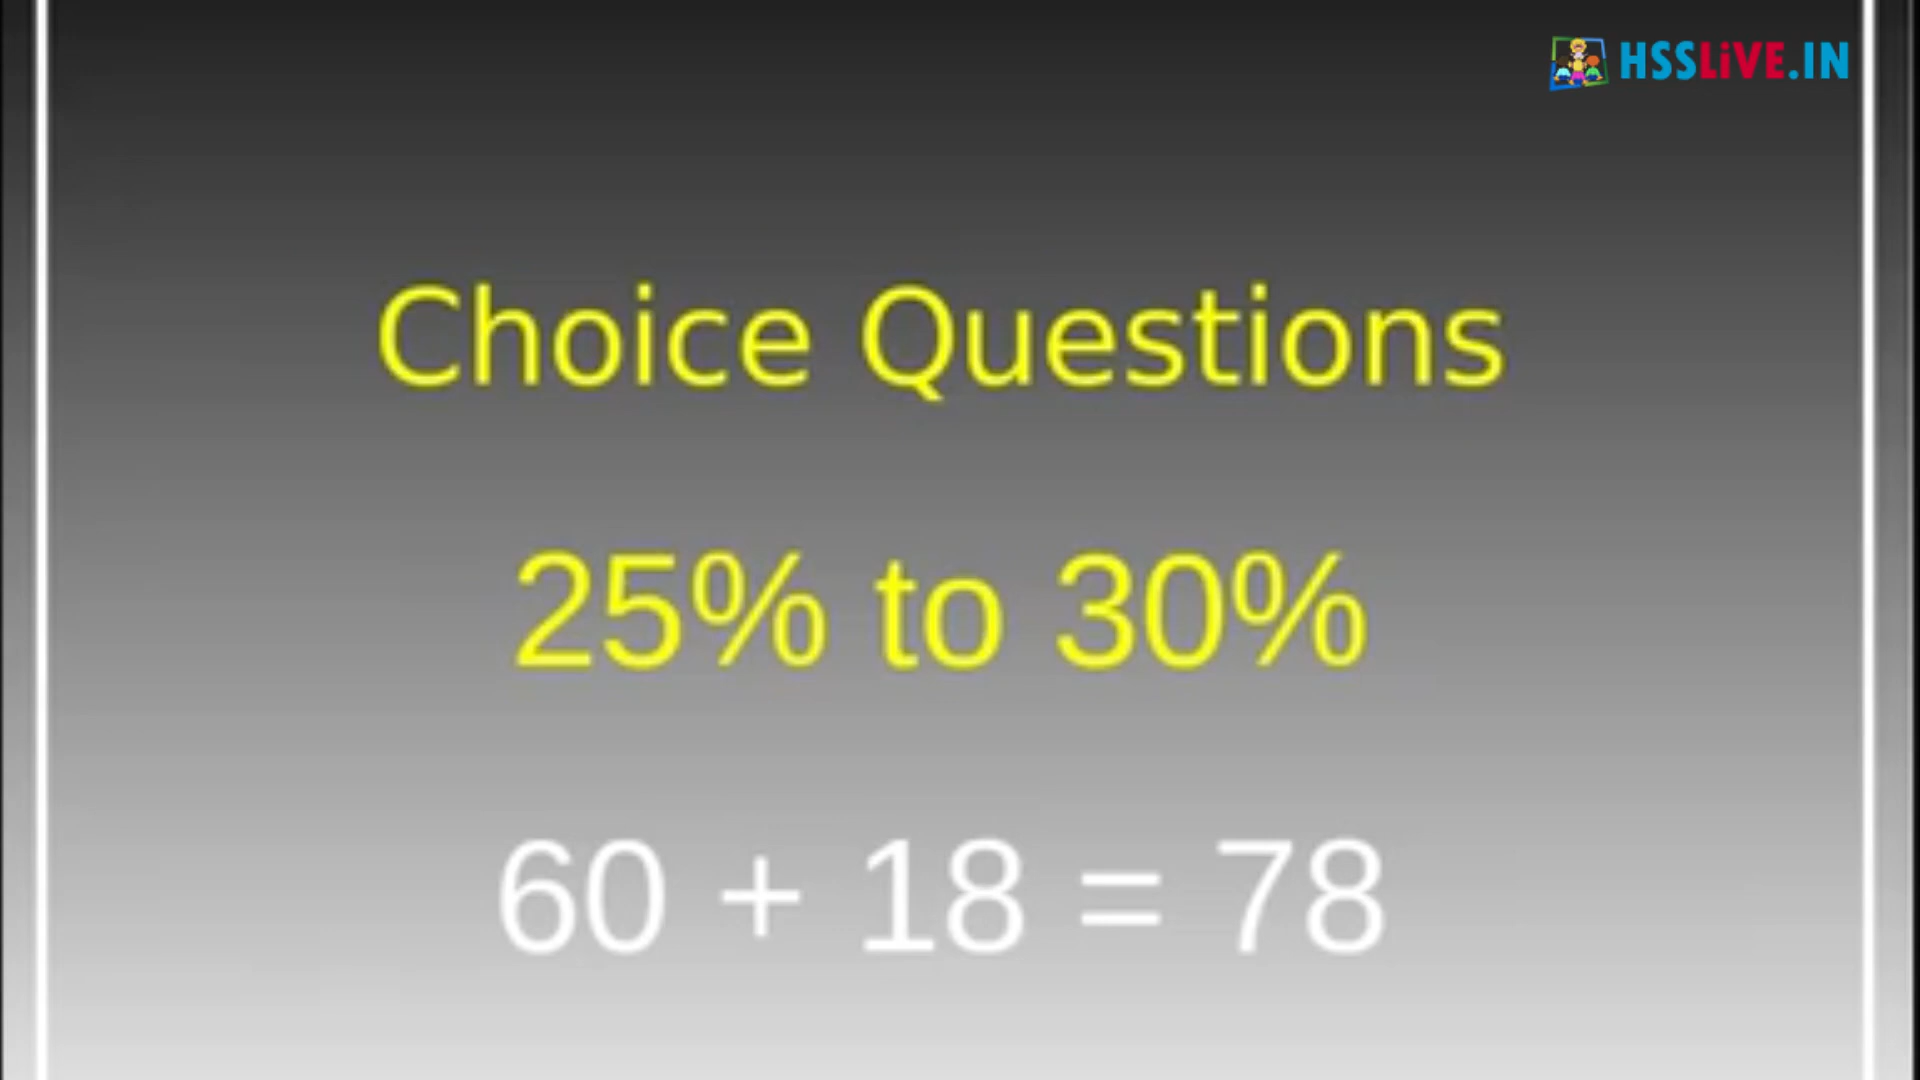 HSSLiVE.IN
Choice Questions
25% to 30%
60 + 18 = 78